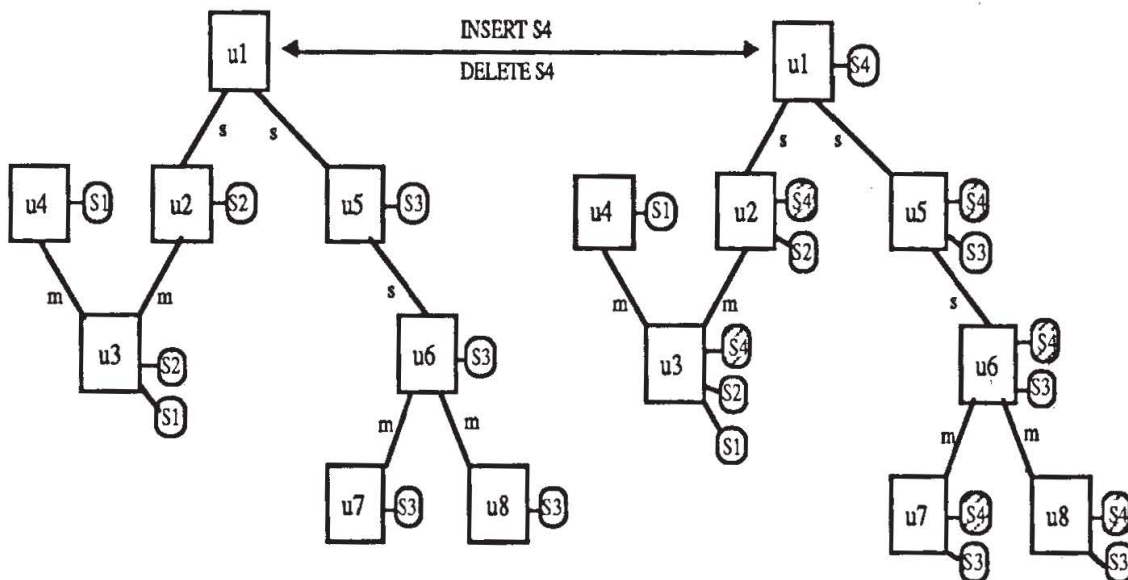 INSERT S4
DELETE S4
u1
s s
u4 S1 u2 S2 u5 S3
m m s
u3 S2 S1
u6 S3
m m
u7 S3 u8 S3
u1 S4
s s
u4 S1 u2 S4 S2 u5 S4 S3
m m s
u3 S4 S2 S1
u6 S4 S3
m m
u7 S4 S3 u8 S4 S3